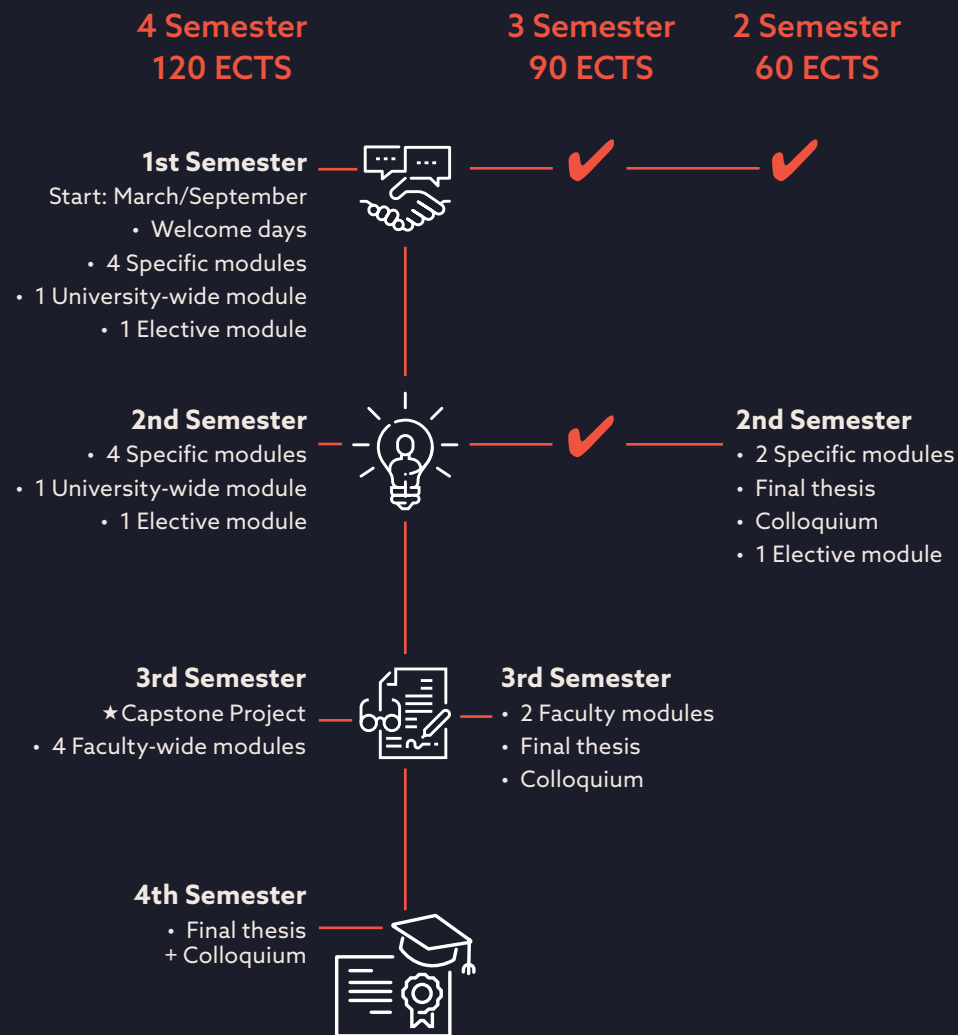 4 Semester
120 ECTS
3 Semester
90 ECTS
2 Semester
60 ECTS
1st Semester
Start: March/September
• Welcome days
• 4 Specific modules
• 1 University-wide module
• 1 Elective module
2nd Semester
• 4 Specific modules
• 1 University-wide module
• 1 Elective module
2nd Semester
• 2 Specific modules
• Final thesis
• Colloquium
• 1 Elective module
3rd Semester
★Capstone Project
• 4 Faculty-wide modules
3rd Semester
• 2 Faculty modules
• Final thesis
• Colloquium
4th Semester
• Final thesis
+ Colloquium